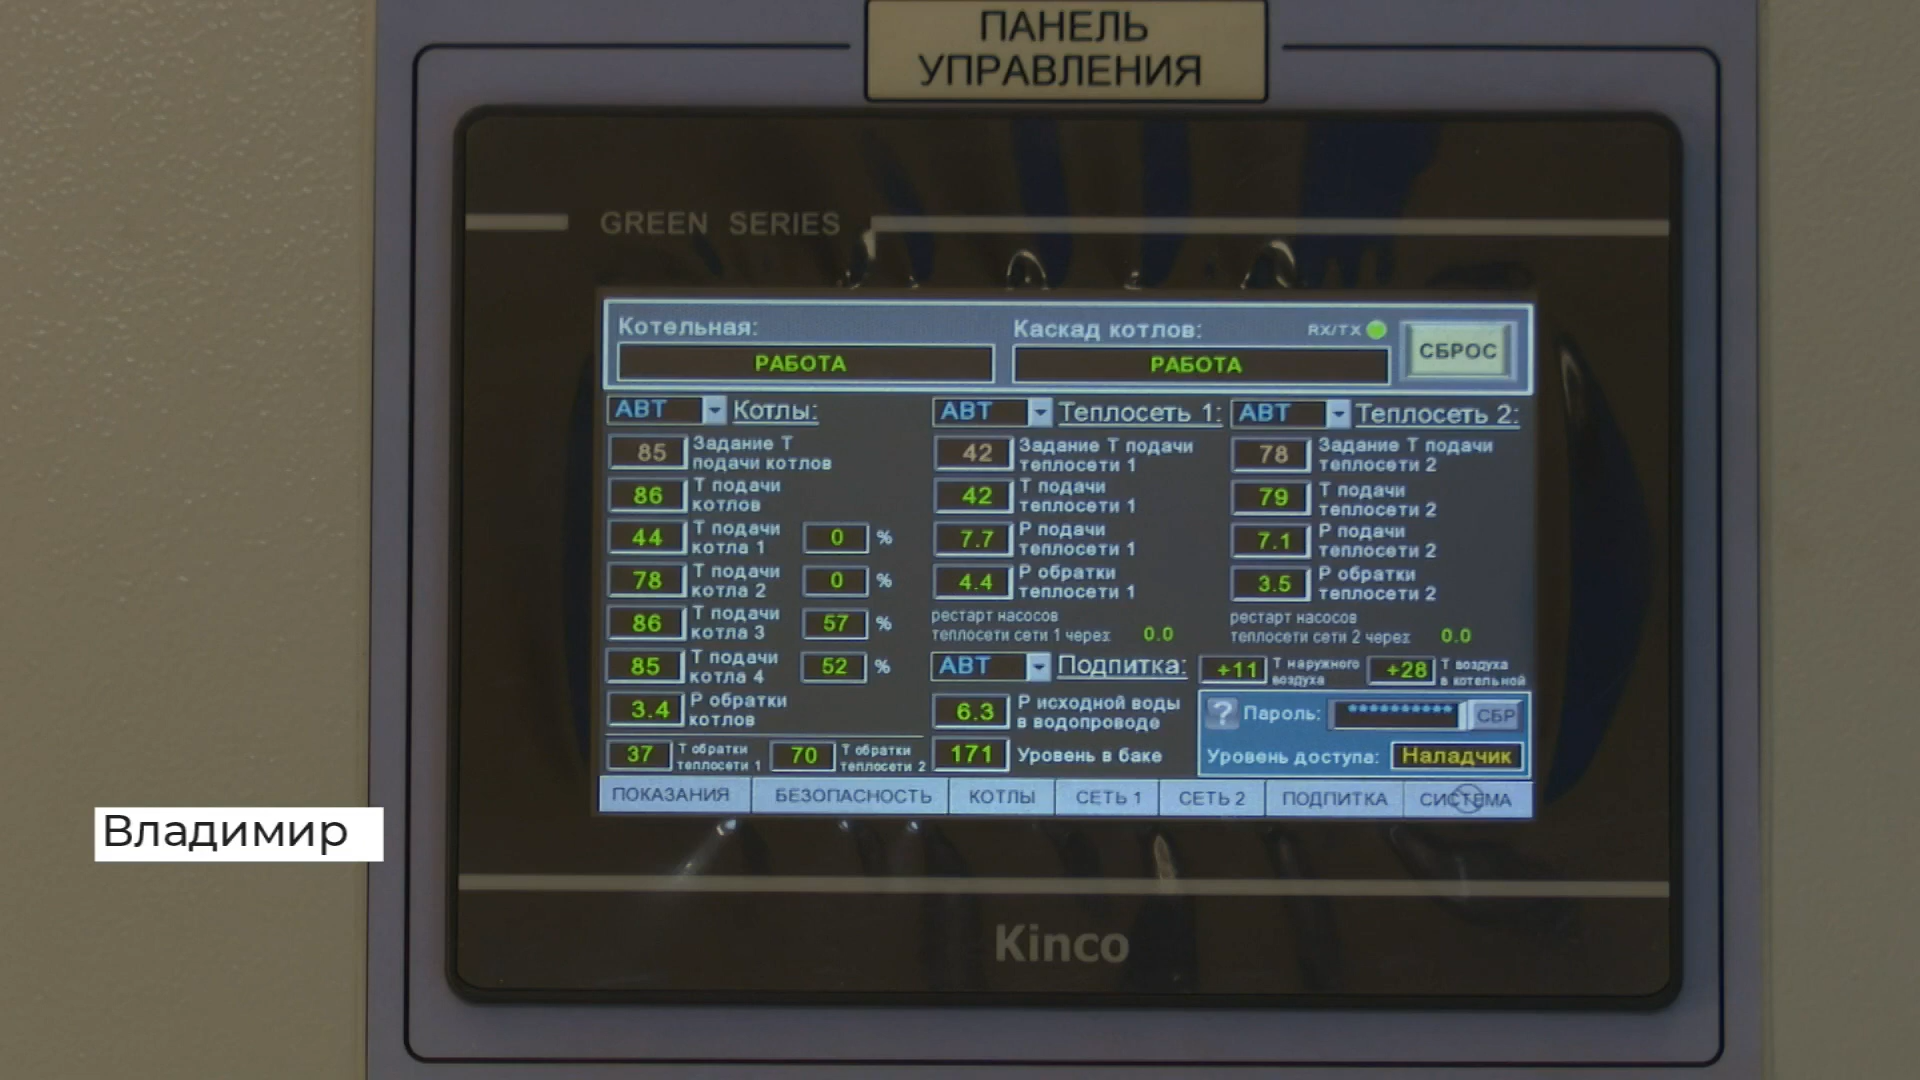 ПАНЕЛЬ
УПРАВЛЕНИЯ
GREEN SERIES
Котельная:
РАБОТА
Каскад котлов:
RX/TX
РАБОТА
СБРОС
АВТ Котлы:
85 Задание Т
подачи котлов
86 Т подачи
котлов
44 Т подачи
котла 1 0 %
78 Т подачи
котла 2 0 %
86 Т подачи
котла 3 57 %
85 Т подачи
котла 4 52 %
3.4 Р обратки
котлов
37 Т обратки
теплосети 1
70 Т обратки
теплосети 2
АВТ Теплосеть 1:
42 Задание Т подачи
теплосети 1
42 Т подачи
теплосети 1
7.7 Р подачи
теплосети 1
4.4 Р обратки
теплосети 1
рестарт насосов
теплосети сети 1 через 0.0
АВТ Теплосеть 2:
78 Задание Т подачи
теплосети 2
79 Т подачи
теплосети 2
7.1 Р подачи
теплосети 2
3.5 Р обратки
теплосети 2
рестарт насосов
теплосети сети 2 через 0.0
АВТ Подпитка:
6.3 Р исходной воды
в водопроводе
171 Уровень в баке
+11 Т наружного
воздуха
+28 Т воздуха
в котельной
? Пароль: ********** СБР
Уровень доступа: Наладчик
ПОКАЗАНИЯ БЕЗОПАСНОСТЬ КОТЛЫ СЕТЬ 1 СЕТЬ 2 ПОДПИТКА СИСТЕМА
Владимир
Kinco